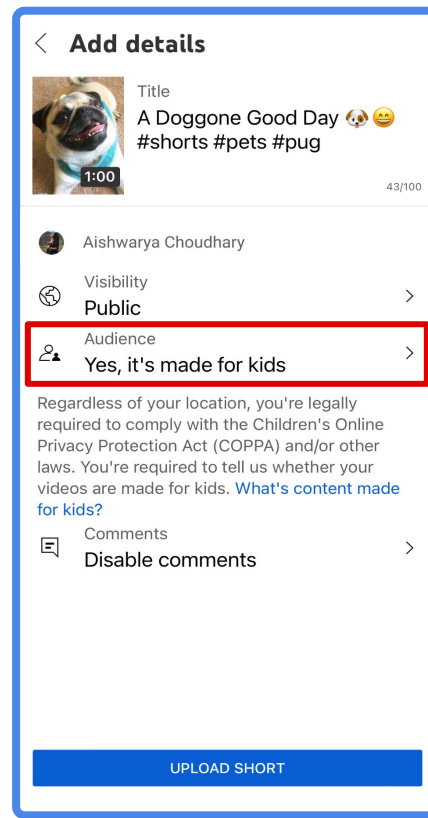 Add details
Title
A Doggone Good Day 🐶 😄
#shorts #pets #pug
1:00
43/100
Aishwarya Choudhary
Visibility
Public
Audience
Yes, it's made for kids
Regardless of your location, you're legally
required to comply with the Children's Online
Privacy Protection Act (COPPA) and/or other
laws. You're required to tell us whether your
videos are made for kids. What's content made
for kids?
Comments
Disable comments
UPLOAD SHORT